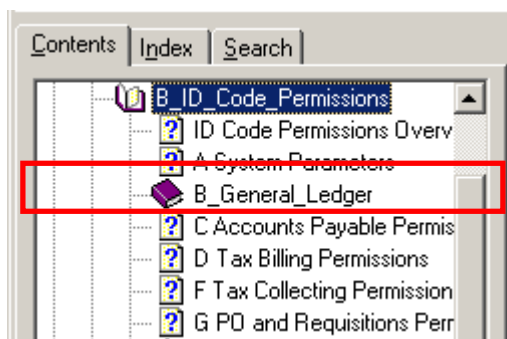 Contents Index Search
B_ID_Code_Permissions
ID Code Permissions Overv
A System Parameters
B_General_Ledger
C Accounts Payable Permis
D Tax Billing Permissions
F Tax Collecting Permission
G PO and Requisitions Perr